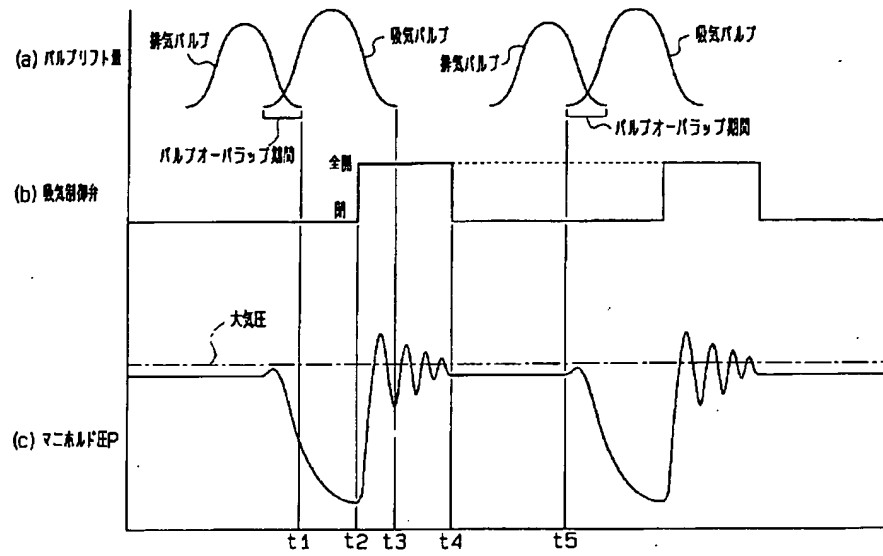 排気バルブ
吸気バルブ
(a) バルブリフト量
バルブオーバラップ期間
排気バルブ
吸気バルブ
バルブオーバラップ期間
(b) 吸気制御弁
全開
閉
大気圧
(c) マニホルド圧P
t1 t2 t3 t4 t5